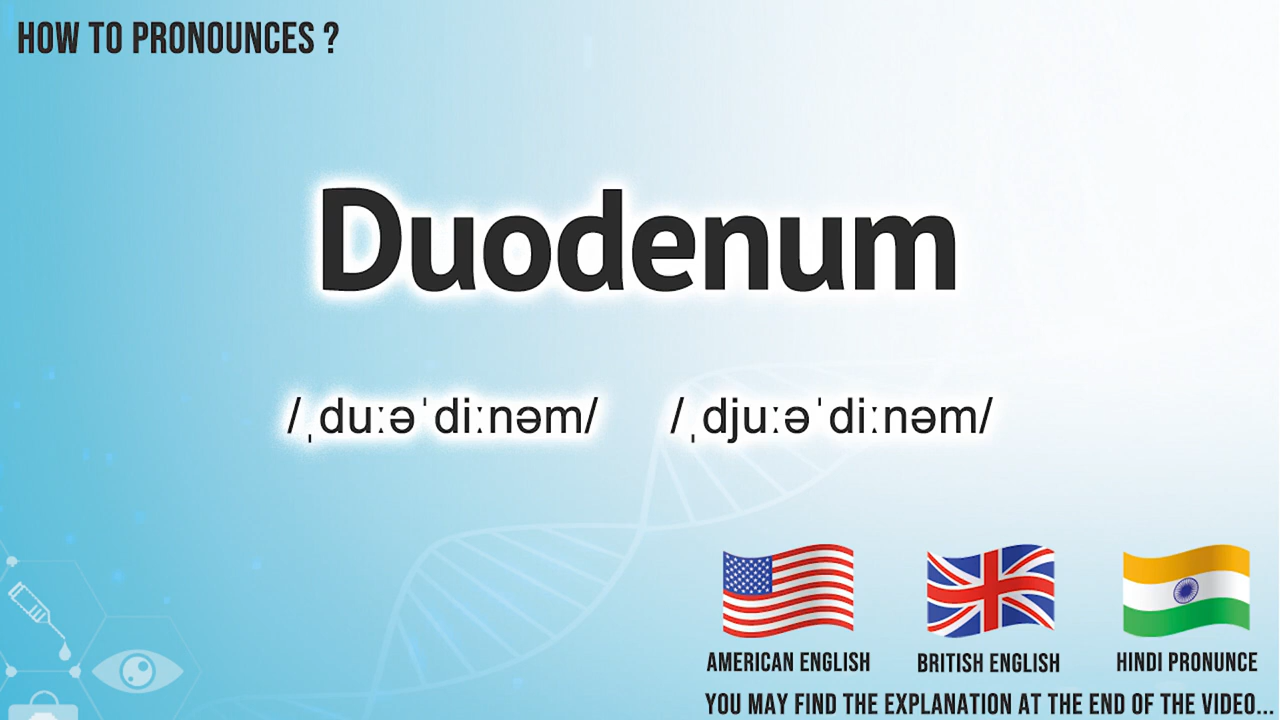 HOW TO PRONOUNCES ?
Duodenum
/ˌduːəˈdiːnəm/ /ˌdjuːəˈdiːnəm/
AMERICAN ENGLISH BRITISH ENGLISH HINDI PRONUNCE
YOU MAY FIND THE EXPLANATION AT THE END OF THE VIDEO...